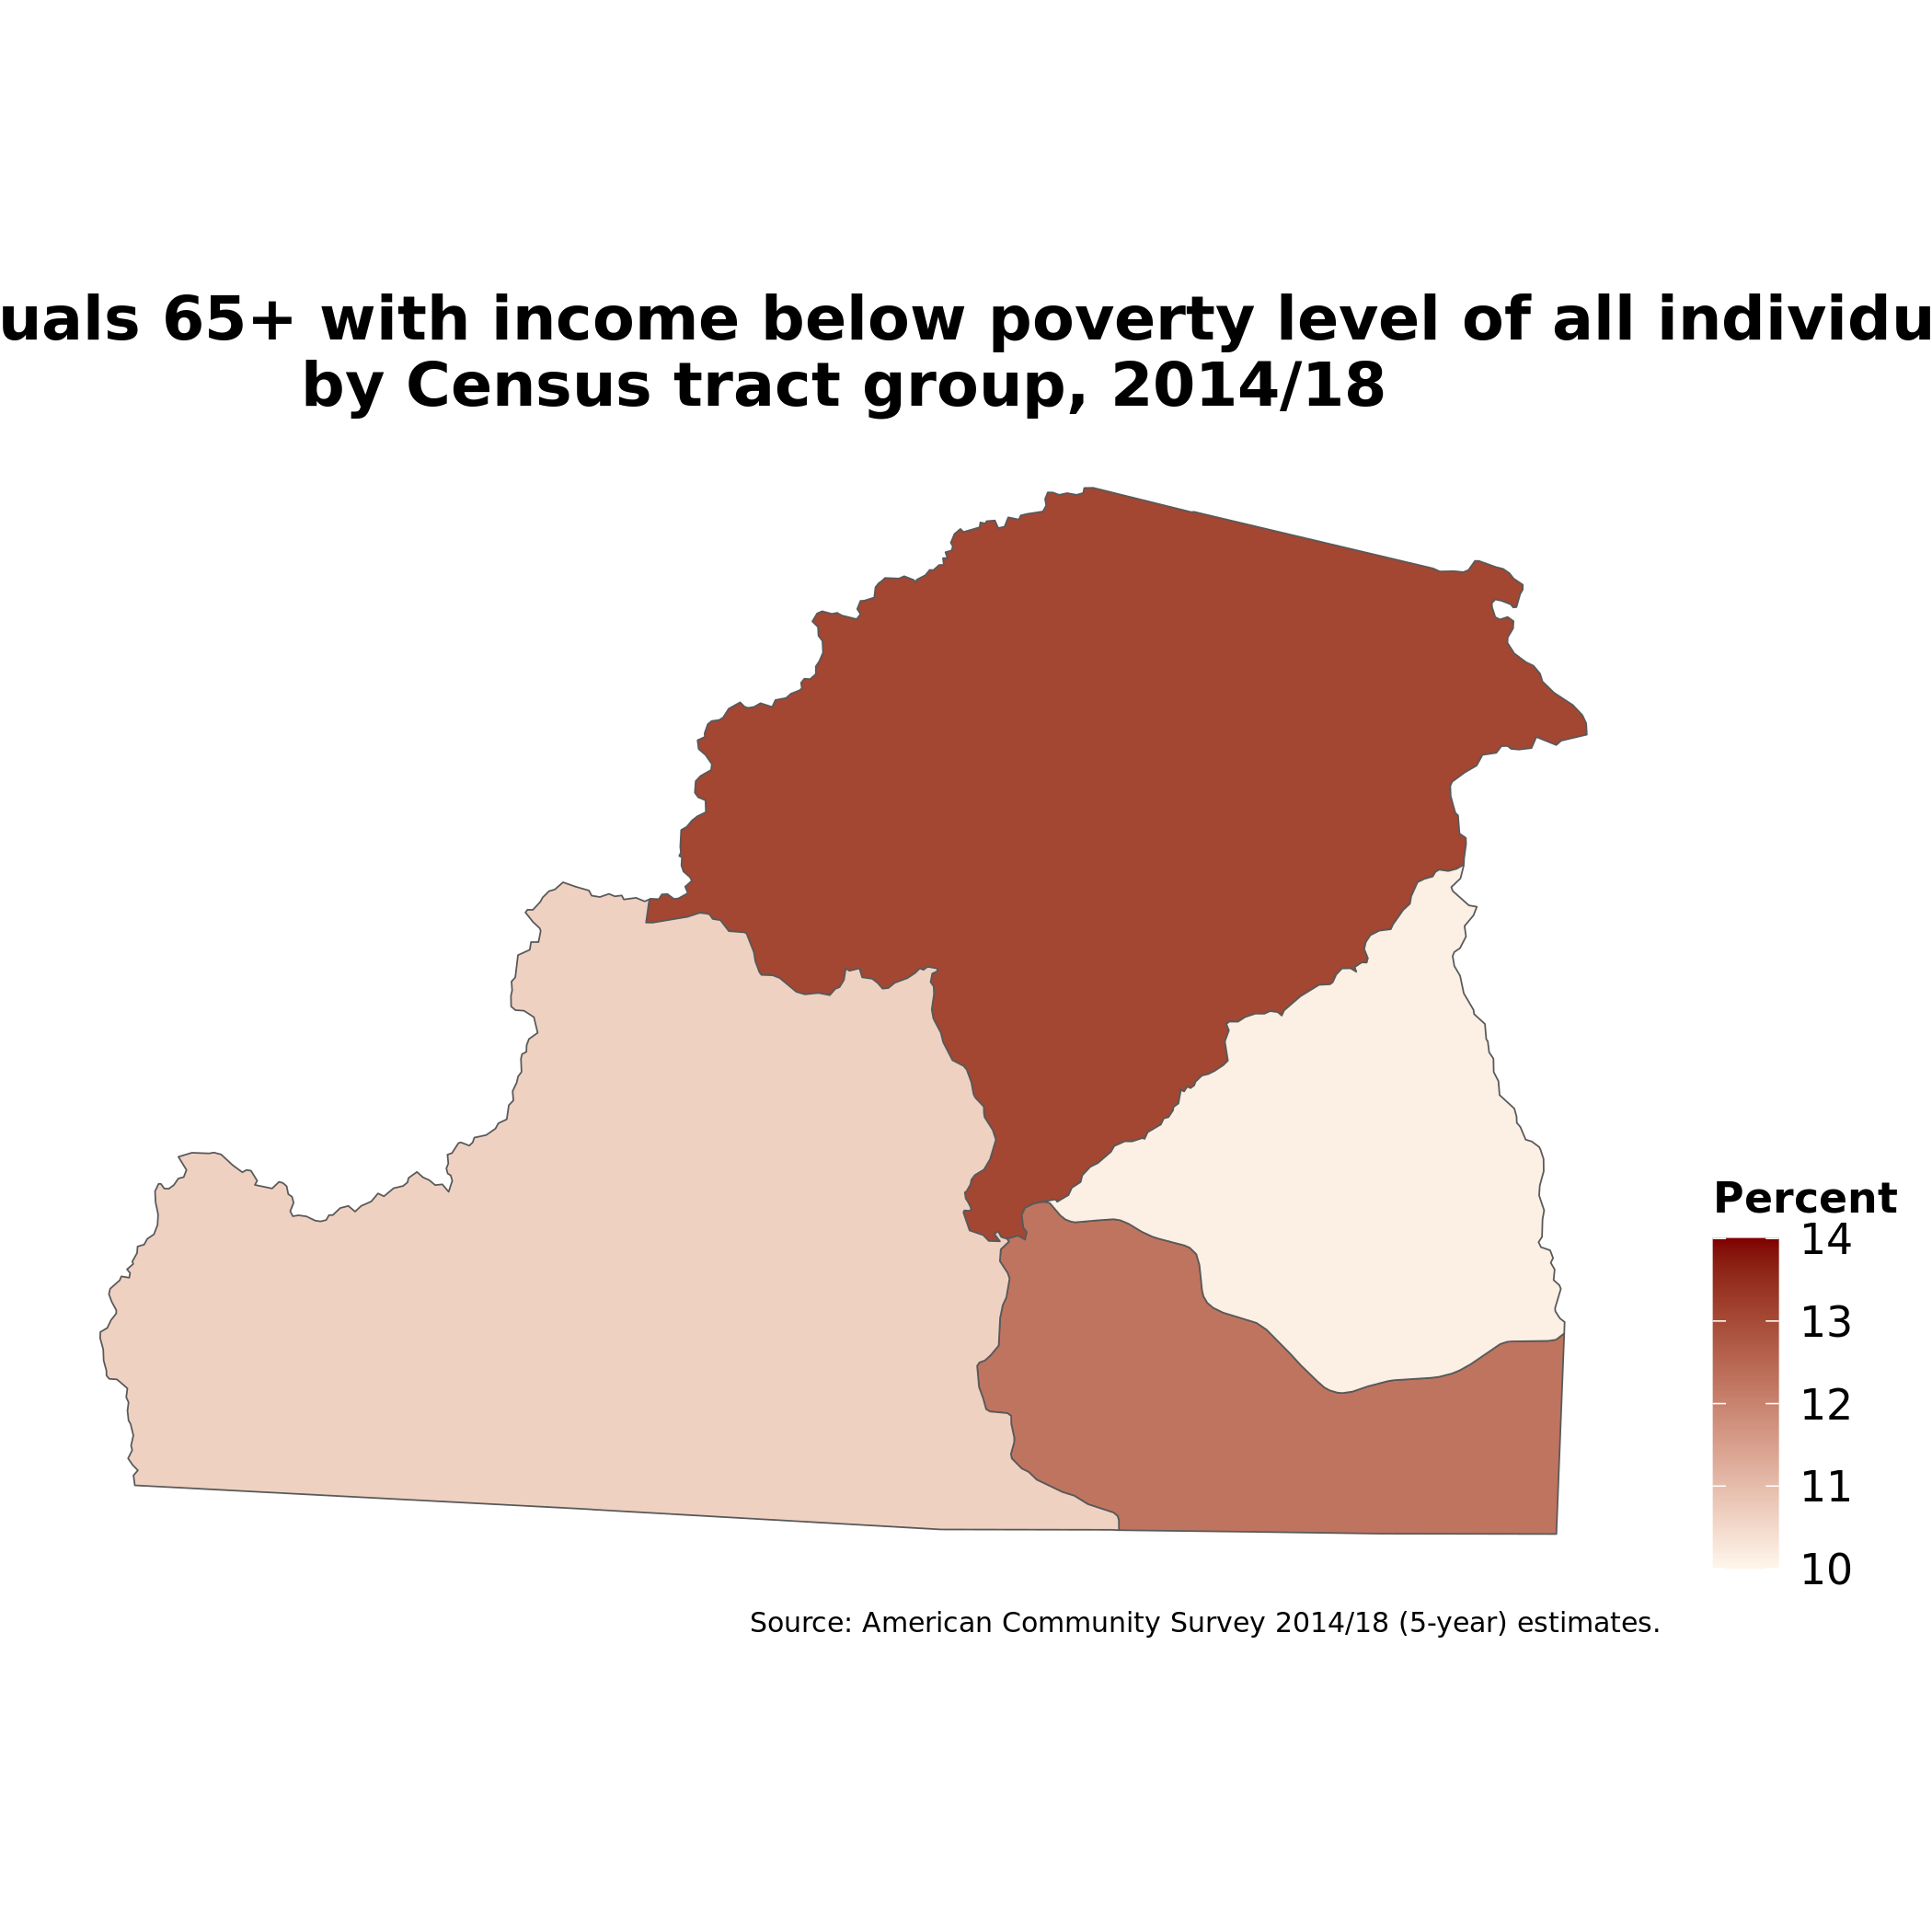 uals 65+ with income below poverty level of all individu
by Census tract group, 2014/18
Percent
14
13
12
11
10
Source: American Community Survey 2014/18 (5-year) estimates.